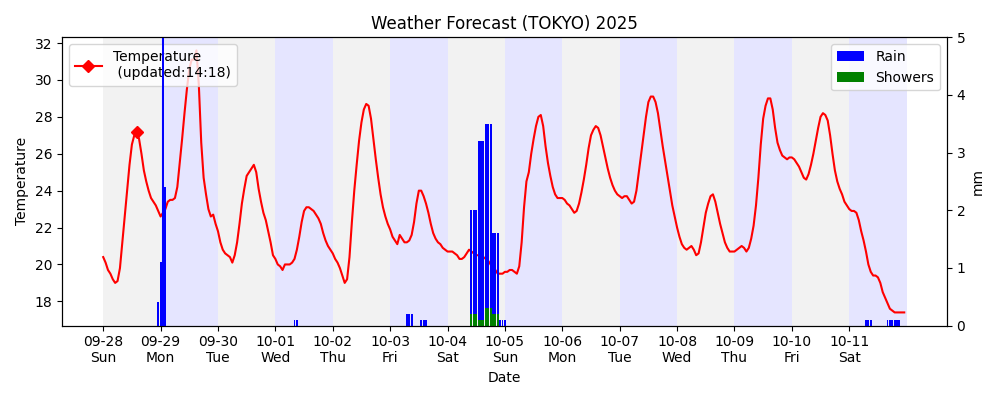 Weather Forecast (TOKYO) 2025
Temperature
(updated:14:18)
Rain
Showers
Temperature
32
30
28
26
24
22
20
18
5
4
3
2
1
0
mm
09-28 09-29 09-30 10-01 10-02 10-03 10-04 10-05 10-06 10-07 10-08 10-09 10-10 10-11
Sun Mon Tue Wed Thu Fri Sat Sun Mon Tue Wed Thu Fri Sat
Date